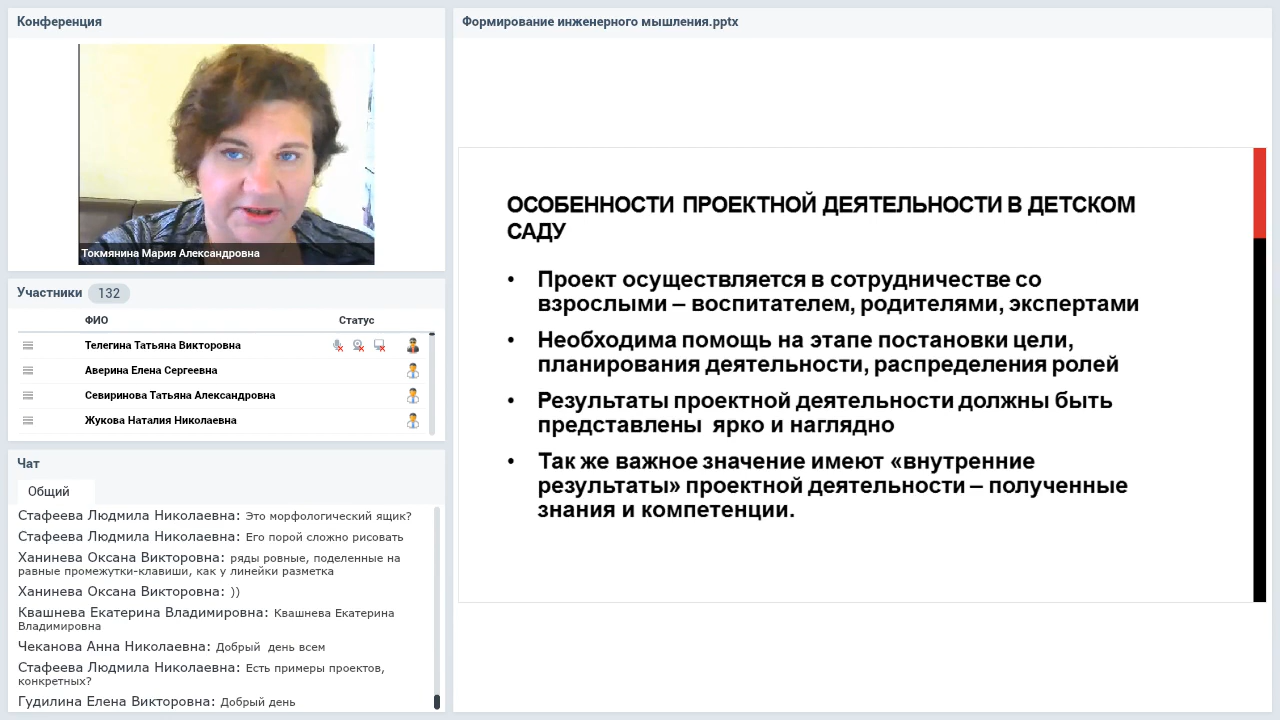 Конференция
Токмянина Мария Александровна
Участники 132
ФИО Статус
Телегина Татьяна Викторовна
Аверина Елена Сергеевна
Севиринова Татьяна Александровна
Жукова Наталия Николаевна
Чат
Общий
Стафеева Людмила Николаевна: Это морфологический ящик?
Стафеева Людмила Николаевна: Его порой сложно рисовать
Ханинева Оксана Викторовна: ряды ровные, поделенные на
равные промежутки-клавиши, как у линейки разметка
Ханинева Оксана Викторовна: ))
Квашнева Екатерина Владимировна: Квашнева Екатерина
Владимировна
Чеканова Анна Николаевна: Добрый день всем
Стафеева Людмила Николаевна: Есть примеры проектов,
конкретных?
Гудилина Елена Викторовна: Добрый день
Формирование инженерного мышления.pptx
ОСОБЕННОСТИ ПРОЕКТНОЙ ДЕЯТЕЛЬНОСТИ В ДЕТСКОМ
САДУ
• Проект осуществляется в сотрудничестве со
взрослыми – воспитателем, родителями, экспертами
• Необходима помощь на этапе постановки цели,
планирования деятельности, распределения ролей
• Результаты проектной деятельности должны быть
представлены ярко и наглядно
• Так же важное значение имеют «внутренние
результаты» проектной деятельности – полученные
знания и компетенции.